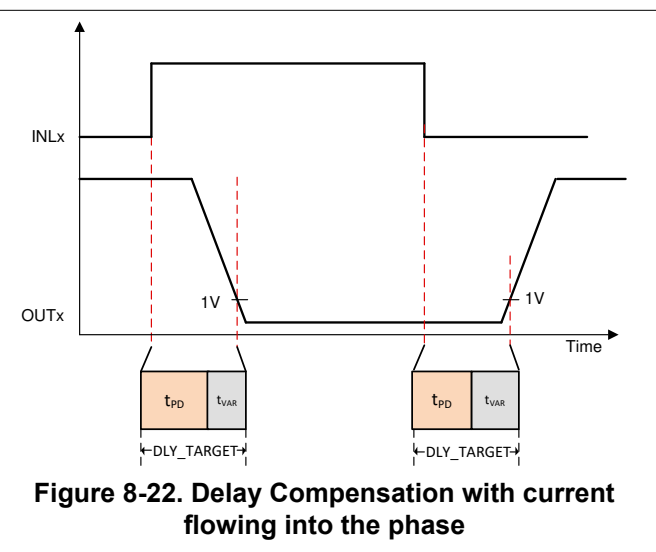 INLx
1V
1V
OUTx
Time
tPD
tVAR
tPD
tVAR
DLY_TARGET
DLY_TARGET
Figure 8-22. Delay Compensation with current
flowing into the phase